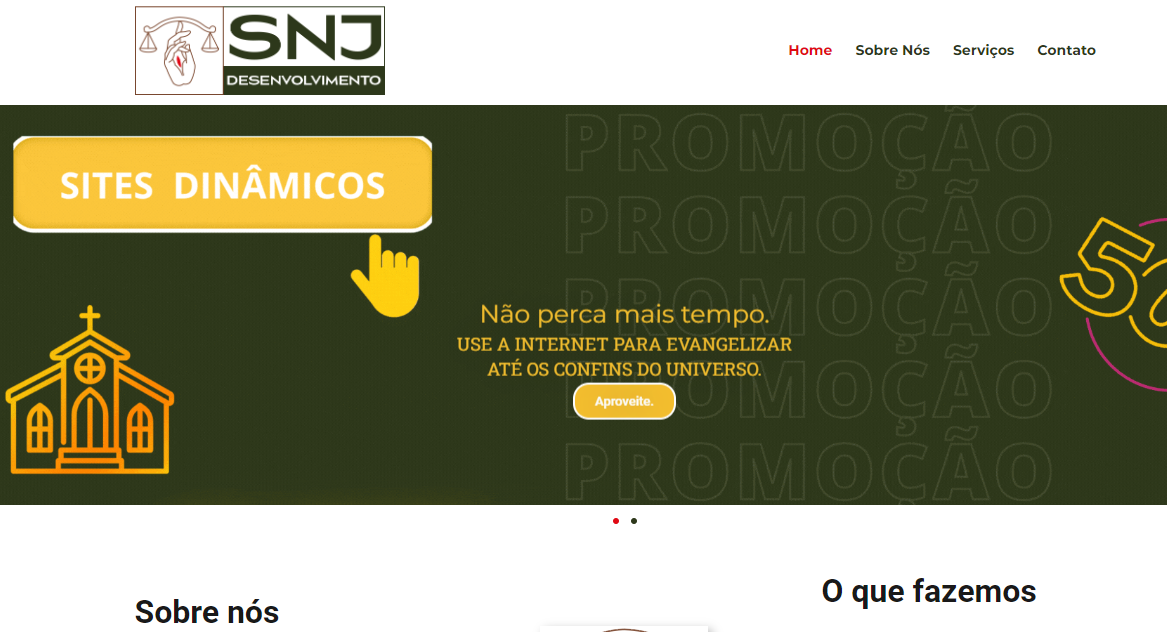 SNJ
DESENVOLVIMENTO
Home Sobre Nós Serviços Contato
SITES DINÂMICOS
PROMOÇÃO
PROMOÇÃO
PROMOÇÃO
PROMOÇÃO
PROMOÇÃO
Não perca mais tempo.
USE A INTERNET PARA EVANGELIZAR
ATÉ OS CONFINS DO UNIVERSO.
Aproveite.
Sobre nós
O que fazemos